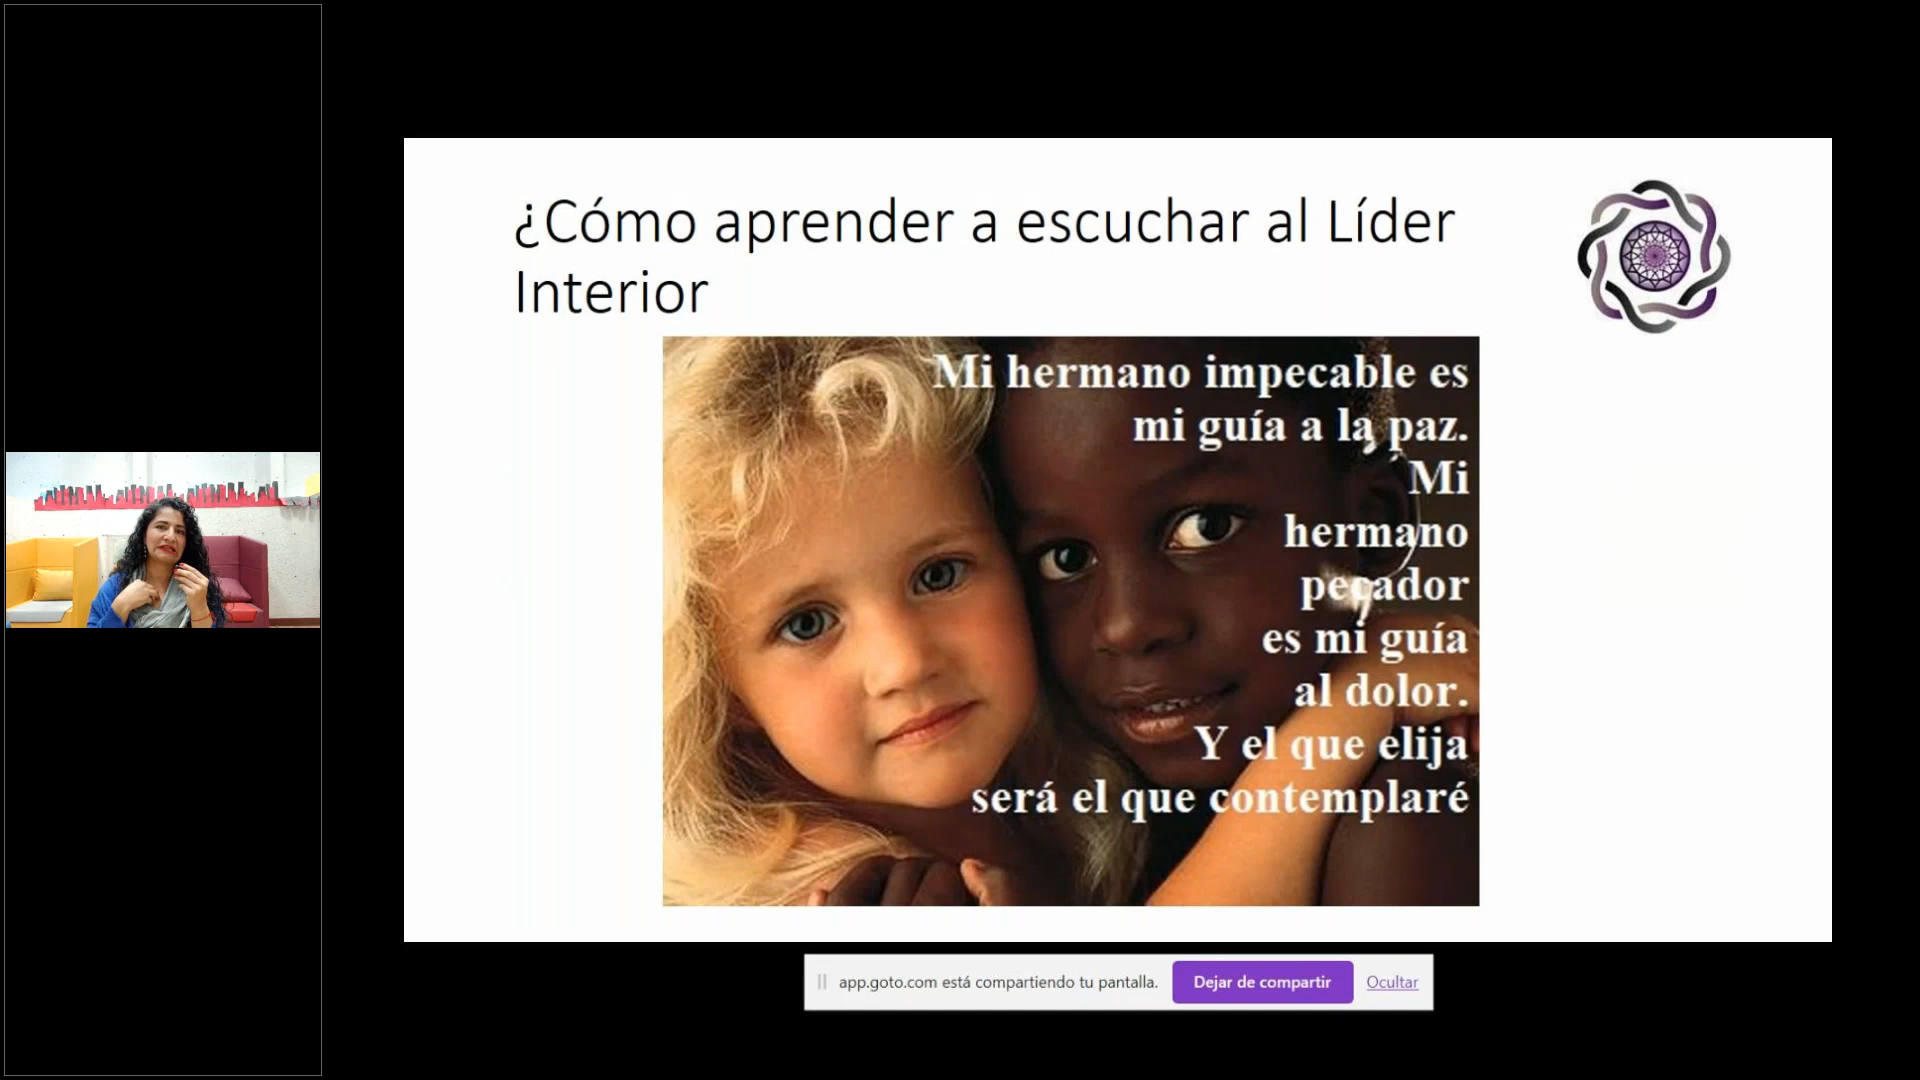 ¿Cómo aprender a escuchar al Líder
Interior
Mi hermano impecable es
mi guía a la paz.
Mi
hermano
pecador
es mi guía
al dolor.
Y el que elija
será el que contemplaré
app.goto.com está compartiendo tu pantalla.
Dejar de compartir
Ocultar